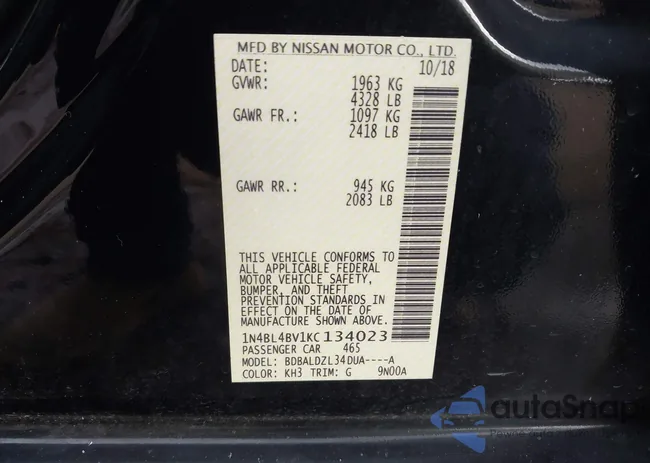 MFD BY NISSAN MOTOR CO., LTD.
DATE: 10/18
GVWR: 1963 KG
4328 LB
GAWR FR.: 1097 KG
2418 LB
GAWR RR.: 945 KG
2083 LB
THIS VEHICLE CONFORMS TO
ALL APPLICABLE FEDERAL
MOTOR VEHICLE SAFETY,
BUMPER, AND THEFT
PREVENTION STANDARDS IN
EFFECT ON THE DATE OF
MANUFACTURE SHOWN ABOVE.
1N4BL4BV1KC134023
PASSENGER CAR 465
MODEL: BDBALDZL34DUA----A
COLOR: KH3 TRIM: G 9N00A
autoSnap